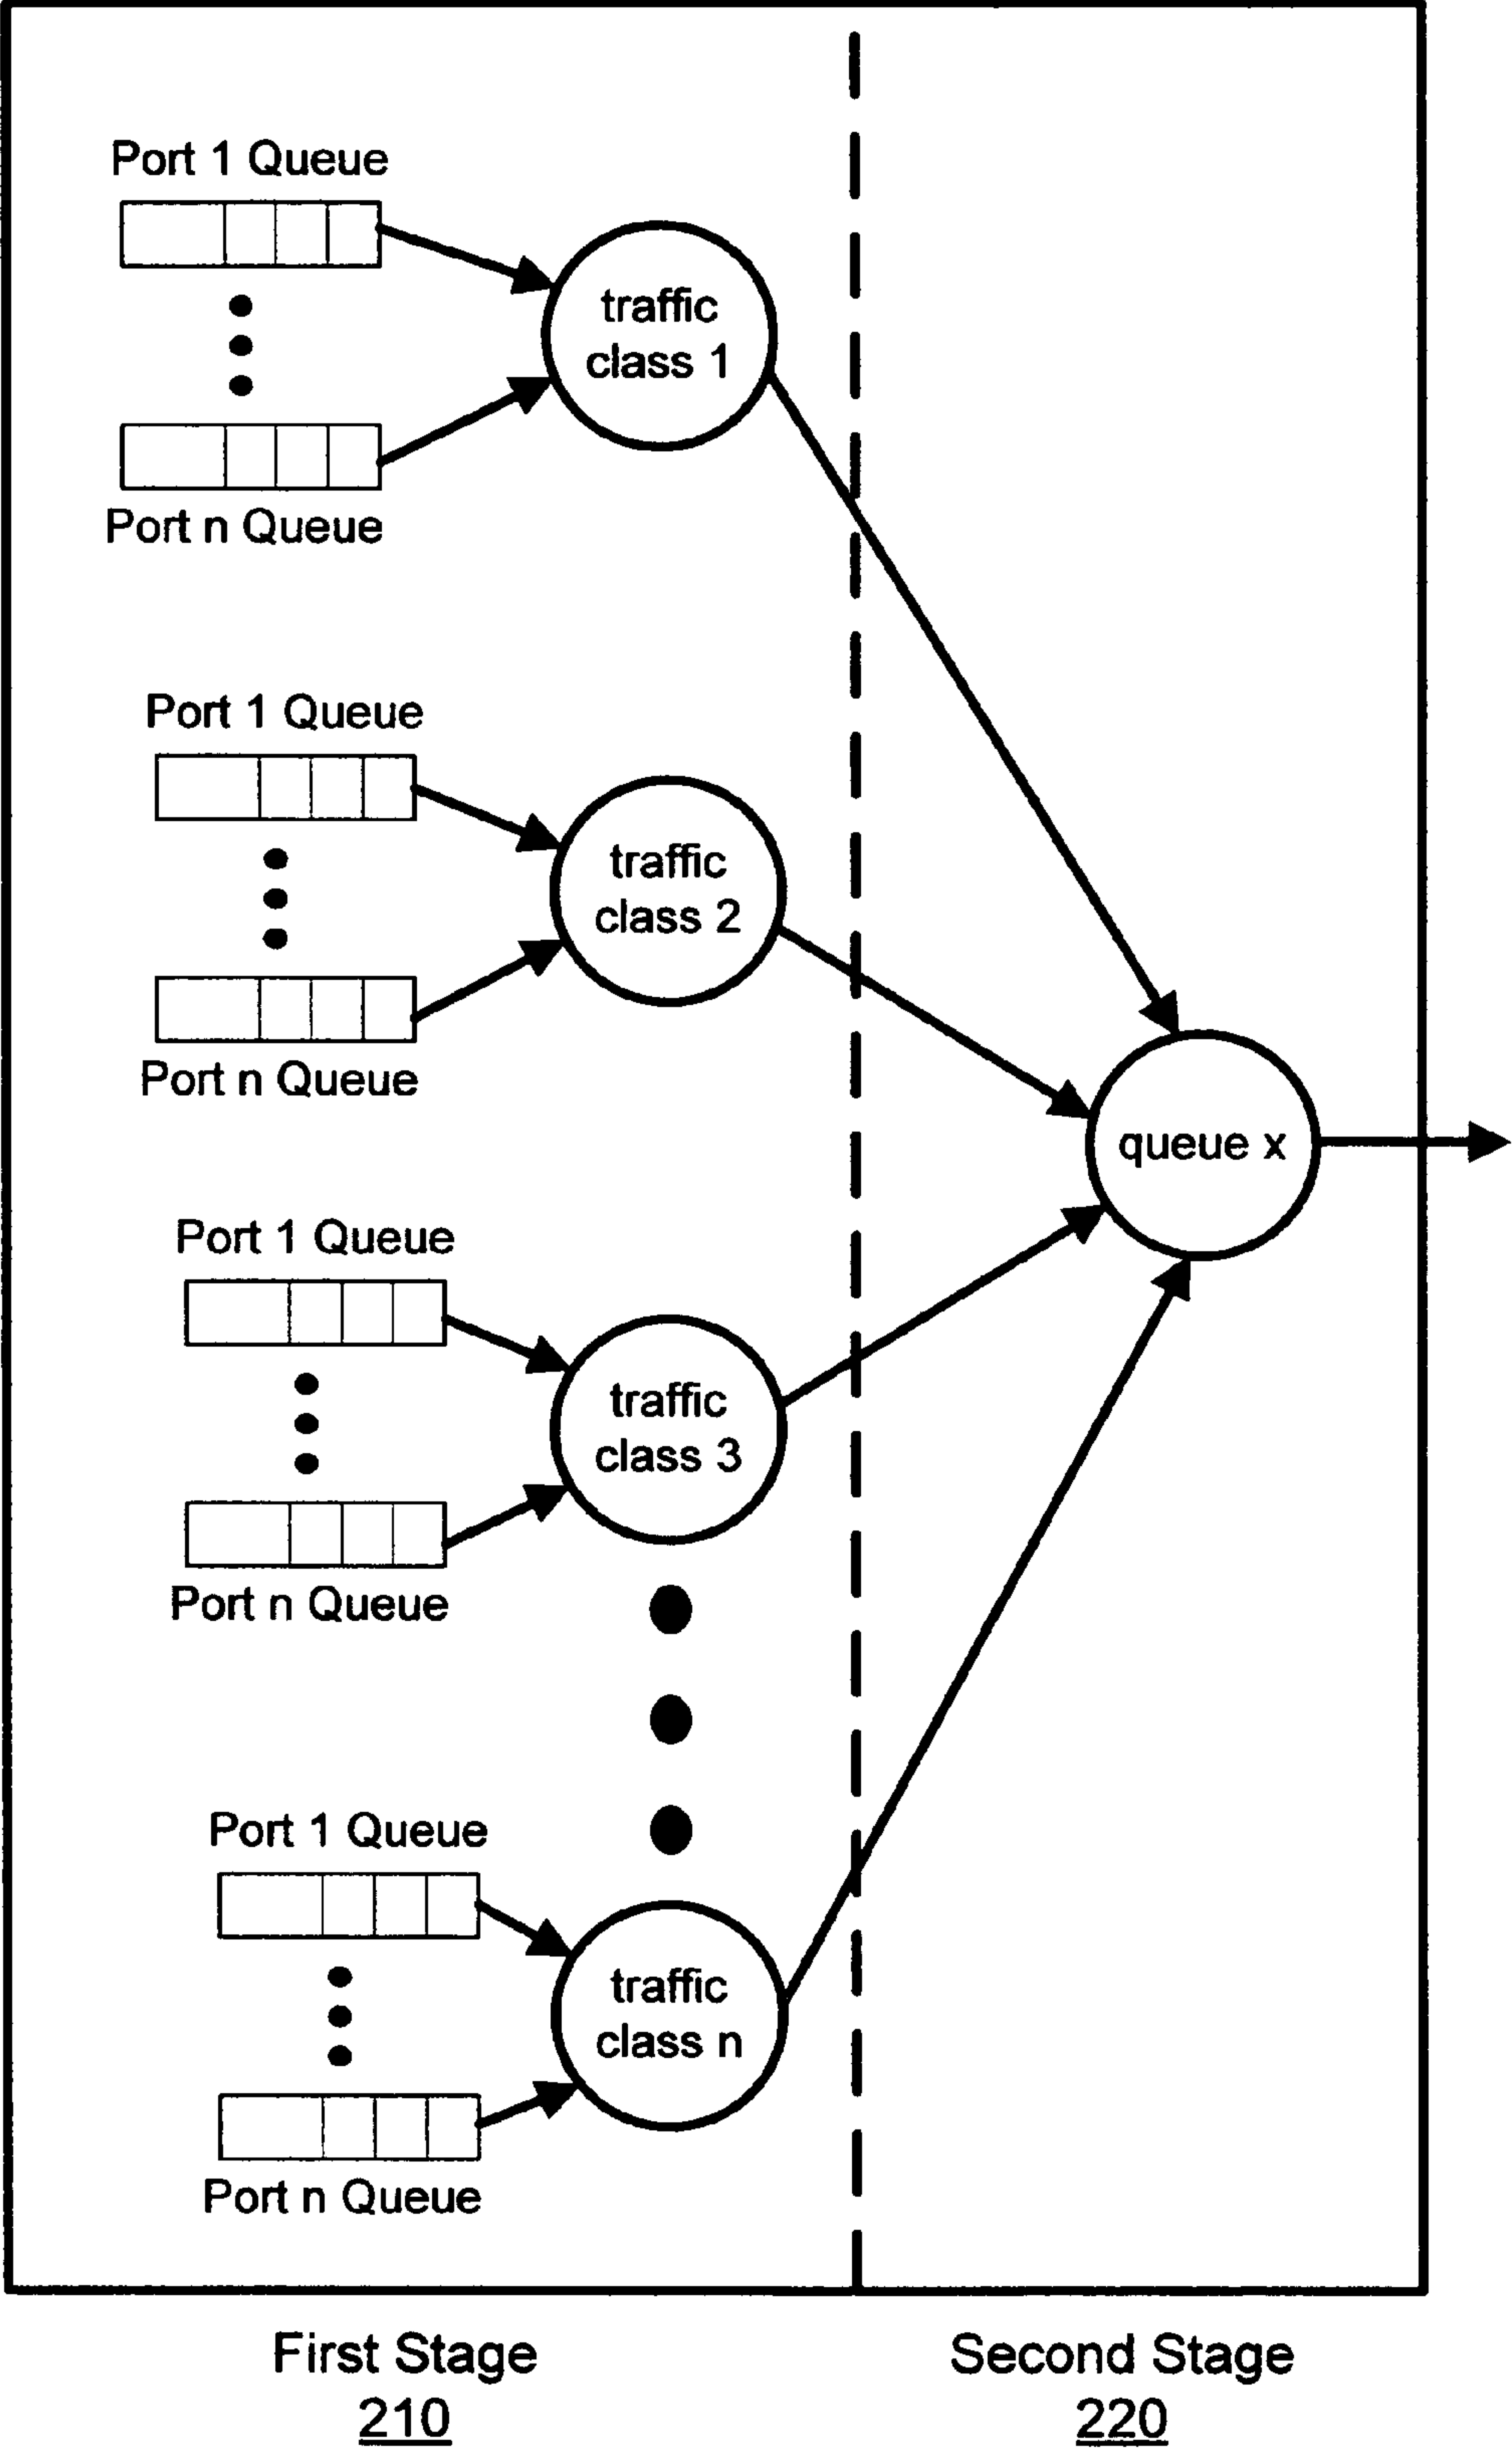 Port 1 Queue
traffic
class 1
Port n Queue
Port 1 Queue
traffic
class 2
Port n Queue
queue x
Port 1 Queue
traffic
class 3
Port n Queue
Port 1 Queue
traffic
class n
Port n Queue
First Stage
210
Second Stage
220